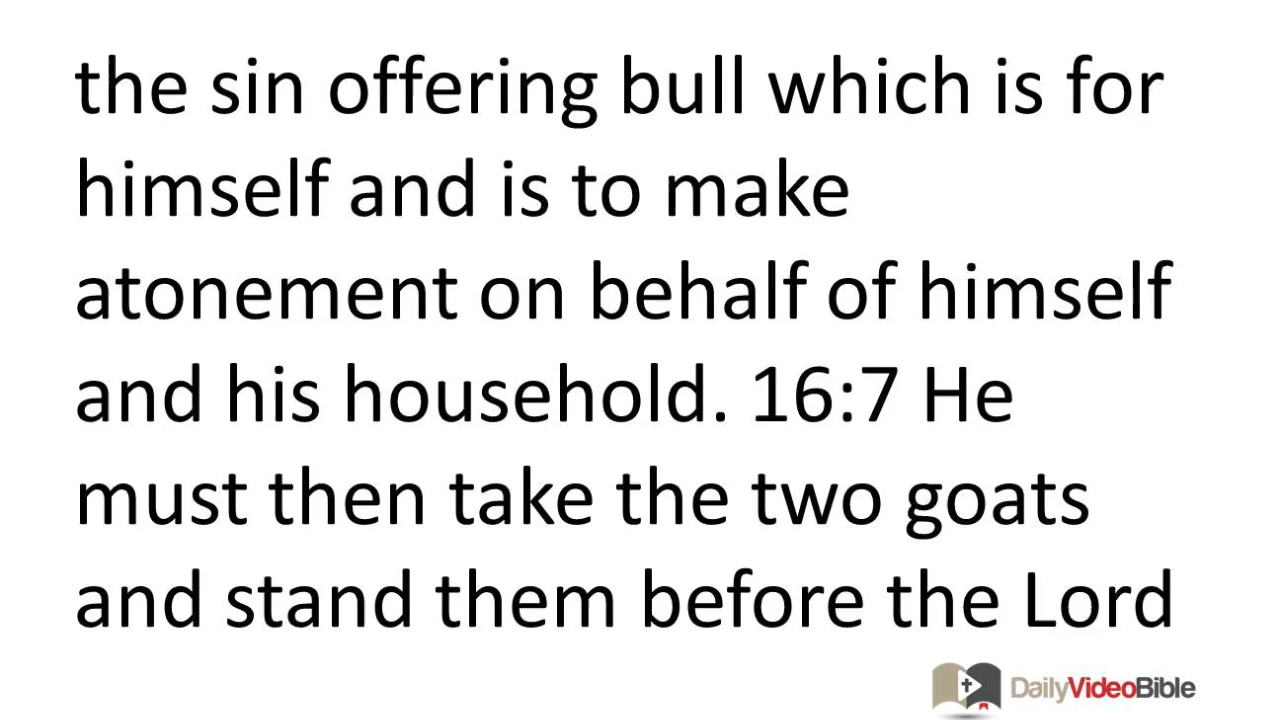 the sin offering bull which is for
himself and is to make
atonement on behalf of himself
and his household. 16:7 He
must then take the two goats
and stand them before the Lord
DailyVideoBible